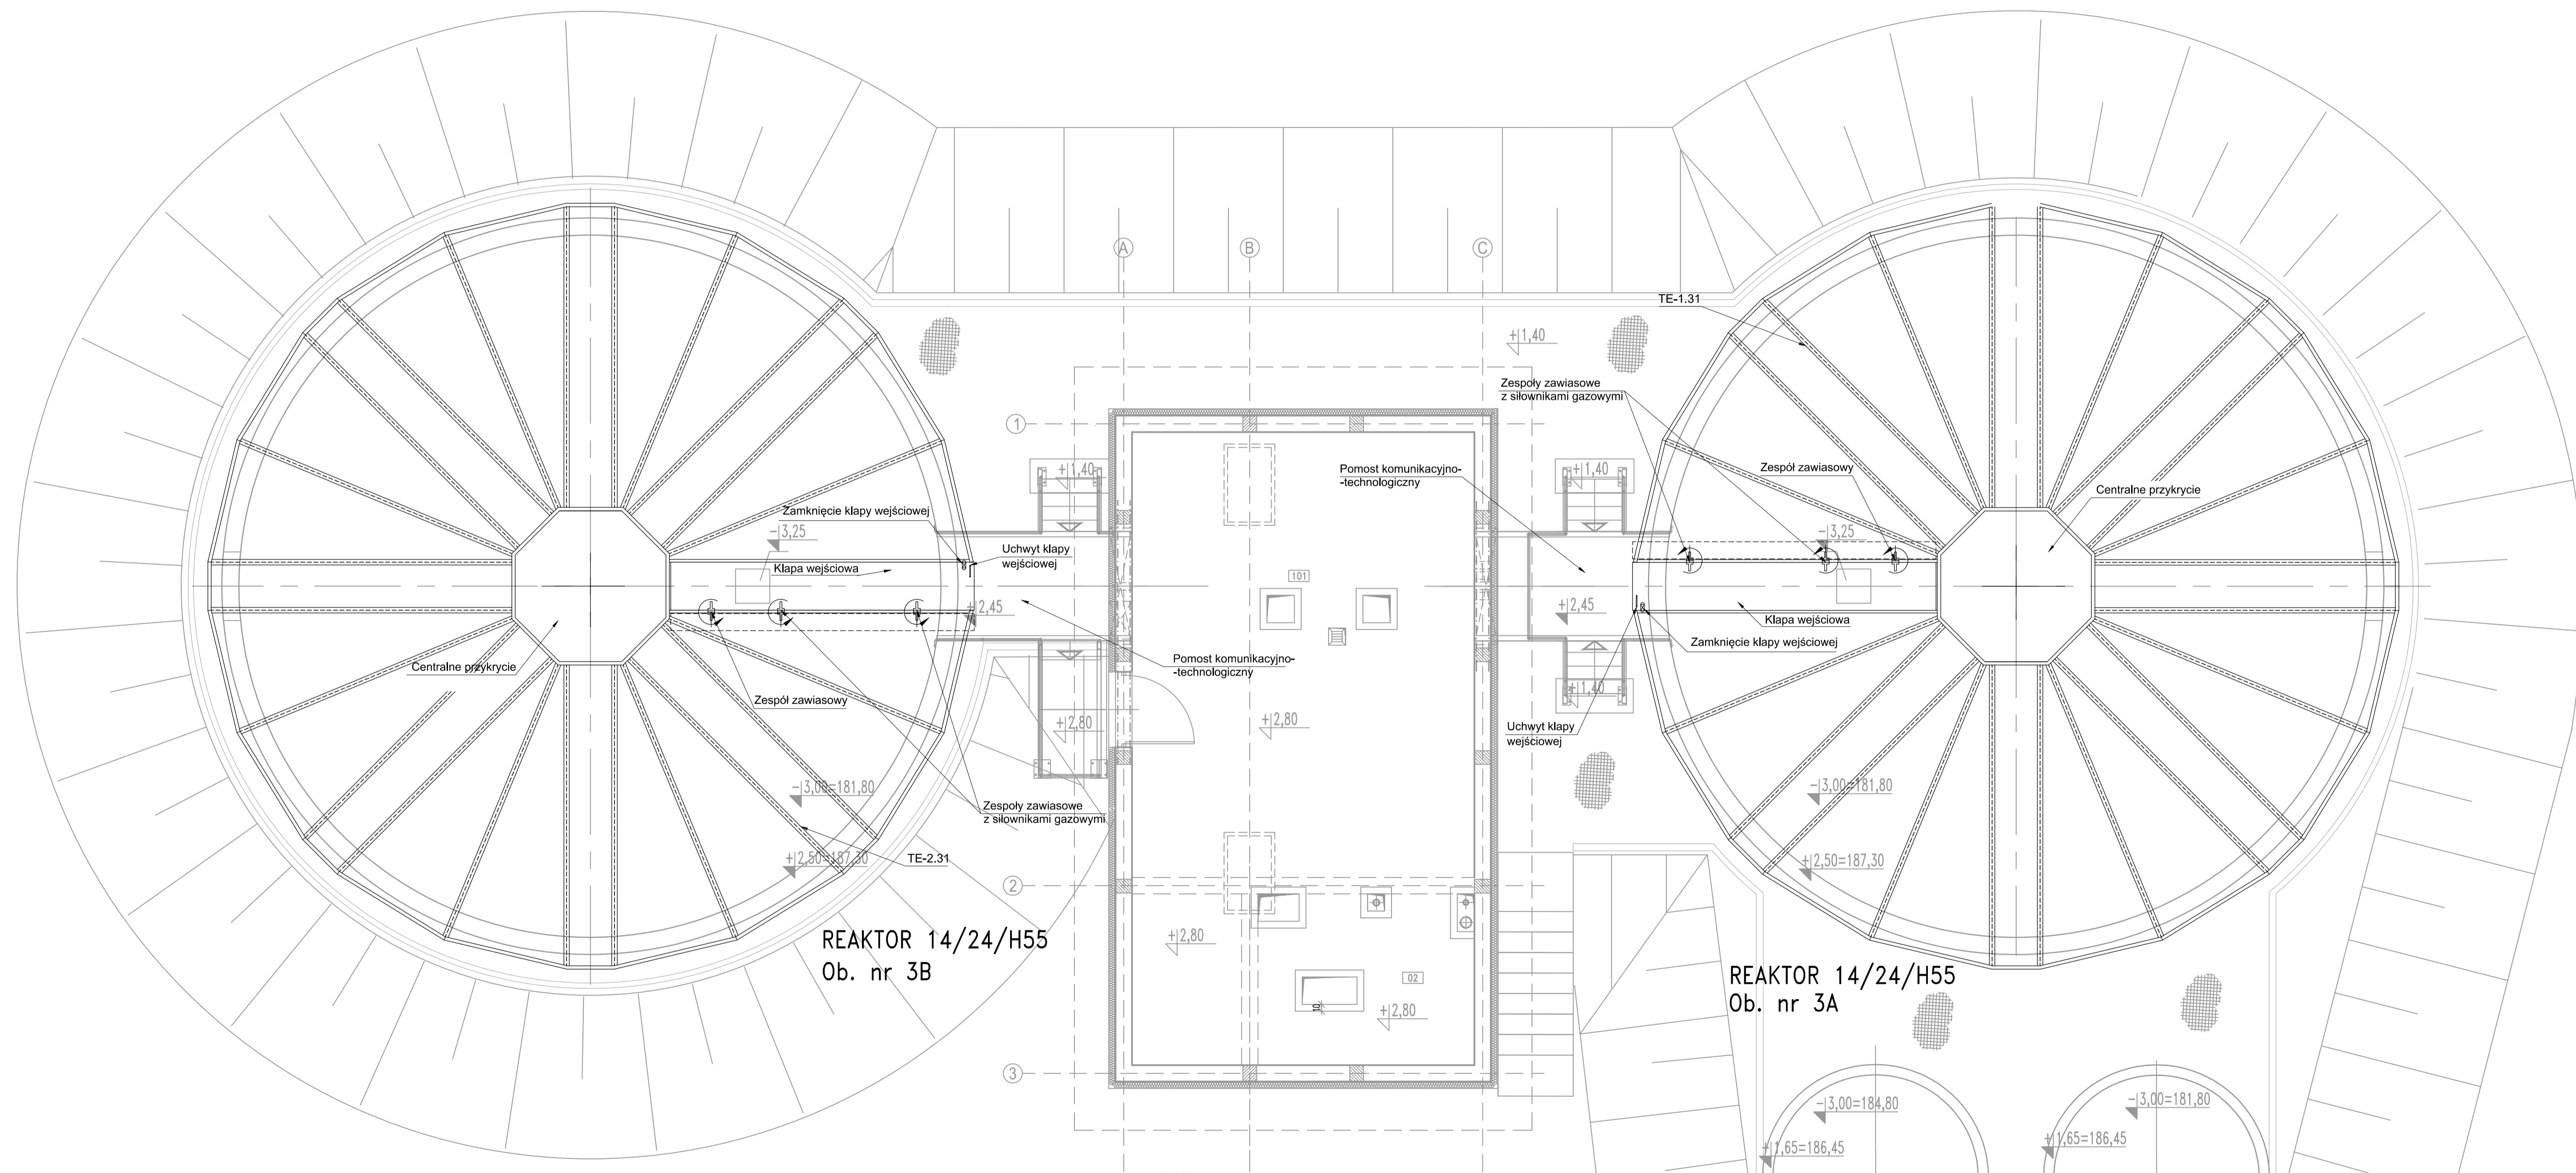 A
B
C
TE-1.31
+1,40
Zespoły zawiasowe
z siłownikami gazowymi
1
+1,40
Pomost komunikacyjno-
-technologiczny
+1,40
Zespół zawiasowy
Centralne przykrycie
Zamknięcie klapy wejściowej
-3,25
Uchwyt klapy
wejściowej
Klapa wejściowa
-3,25
101
+2,45
+2,45
Klapa wejściowa
Zamknięcie klapy wejściowej
Centralne przykrycie
Pomost komunikacyjno-
-technologiczny
Zespół zawiasowy
+1,40
+2,80
+2,80
Uchwyt klapy
wejściowej
-3,00=181,80
-3,00=181,80
Zespoły zawiasowe
z siłownikami gazowymi
+2,50=187,30
TE-2.31
+2,50=187,30
2
REAKTOR 14/24/H55
Ob. nr 3B
+2,80
02
REAKTOR 14/24/H55
Ob. nr 3A
10
+2,80
3
-3,00=184,80
-3,00=181,80
+1,65=186,45
+1,65=186,45